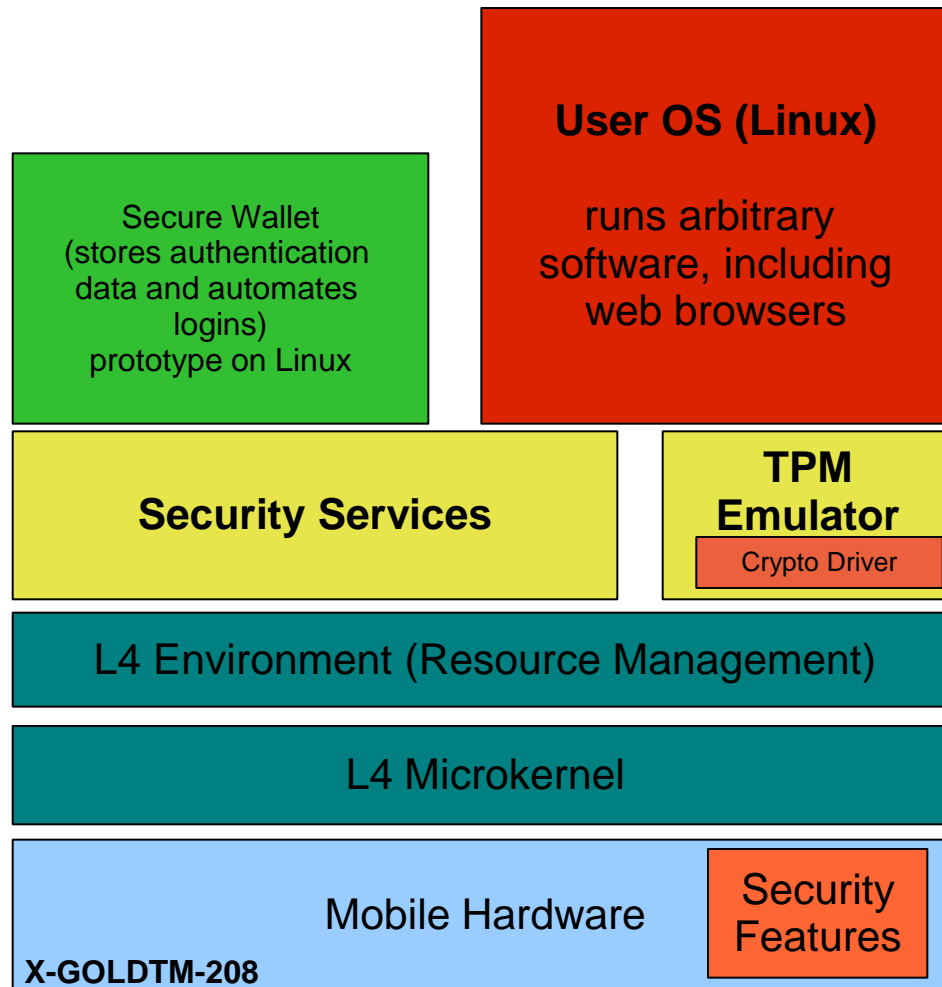 User OS (Linux)
runs arbitrary
software, including
web browsers
Secure Wallet
(stores authentication
data and automates
logins)
prototype on Linux
Security Services
TPM
Emulator
Crypto Driver
L4 Environment (Resource Management)
L4 Microkernel
Mobile Hardware
Security
Features
X-GOLDTM-208